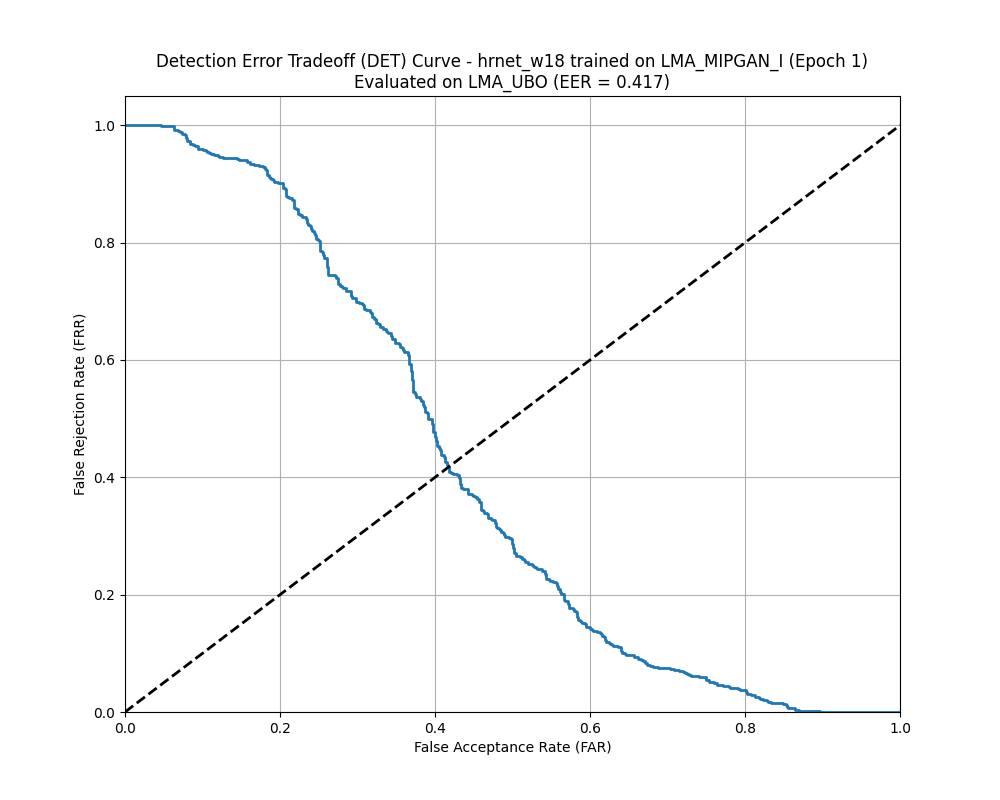 Detection Error Tradeoff (DET) Curve - hrnet_w18 trained on LMA_MIPGAN_I (Epoch 1)
Evaluated on LMA_UBO (EER = 0.417)
1.0
0.8
0.6
0.4
0.2
0.0
False Rejection Rate (FRR)
0.0 0.2 0.4 0.6 0.8 1.0
False Acceptance Rate (FAR)